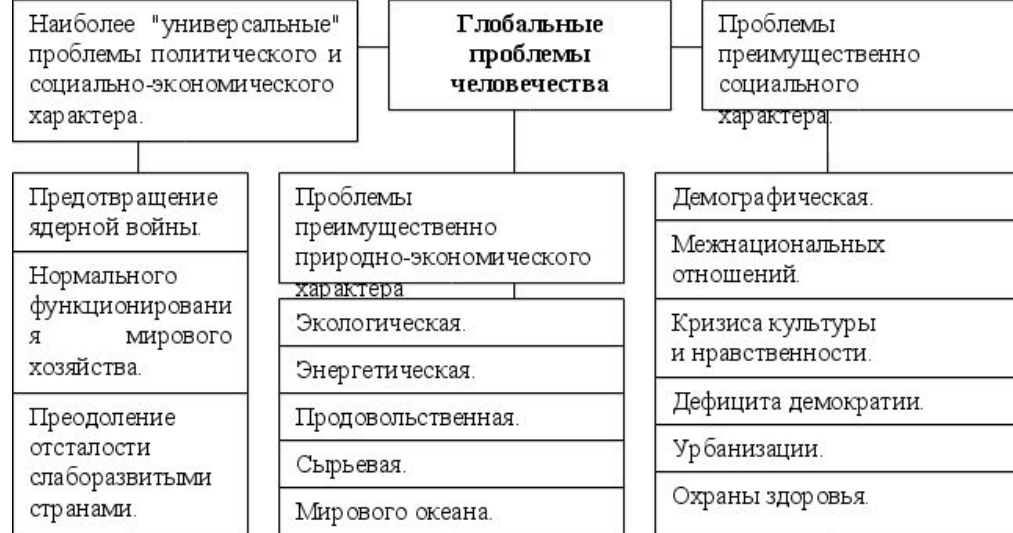 Наиболее "универсальные"
проблемы политического и
социально-экономического
характера.
Глобальные
проблемы
человечества
Проблемы
преимущественно
социального
характера.
Предотвращение
ядерной войны.
Нормального
функционировани
я мирового
хозяйства.
Преодоление
отсталости
слаборазвитыми
странами.
Проблемы
преимущественно
природно-экономического
характера
Экологическая.
Энергетическая.
Продовольственная.
Сырьевая.
Мирового океана.
Демографическая.
Межнациональных
отношений.
Кризиса культуры
и нравственности.
Дефицита демократии.
Урбанизации.
Охраны здоровья.